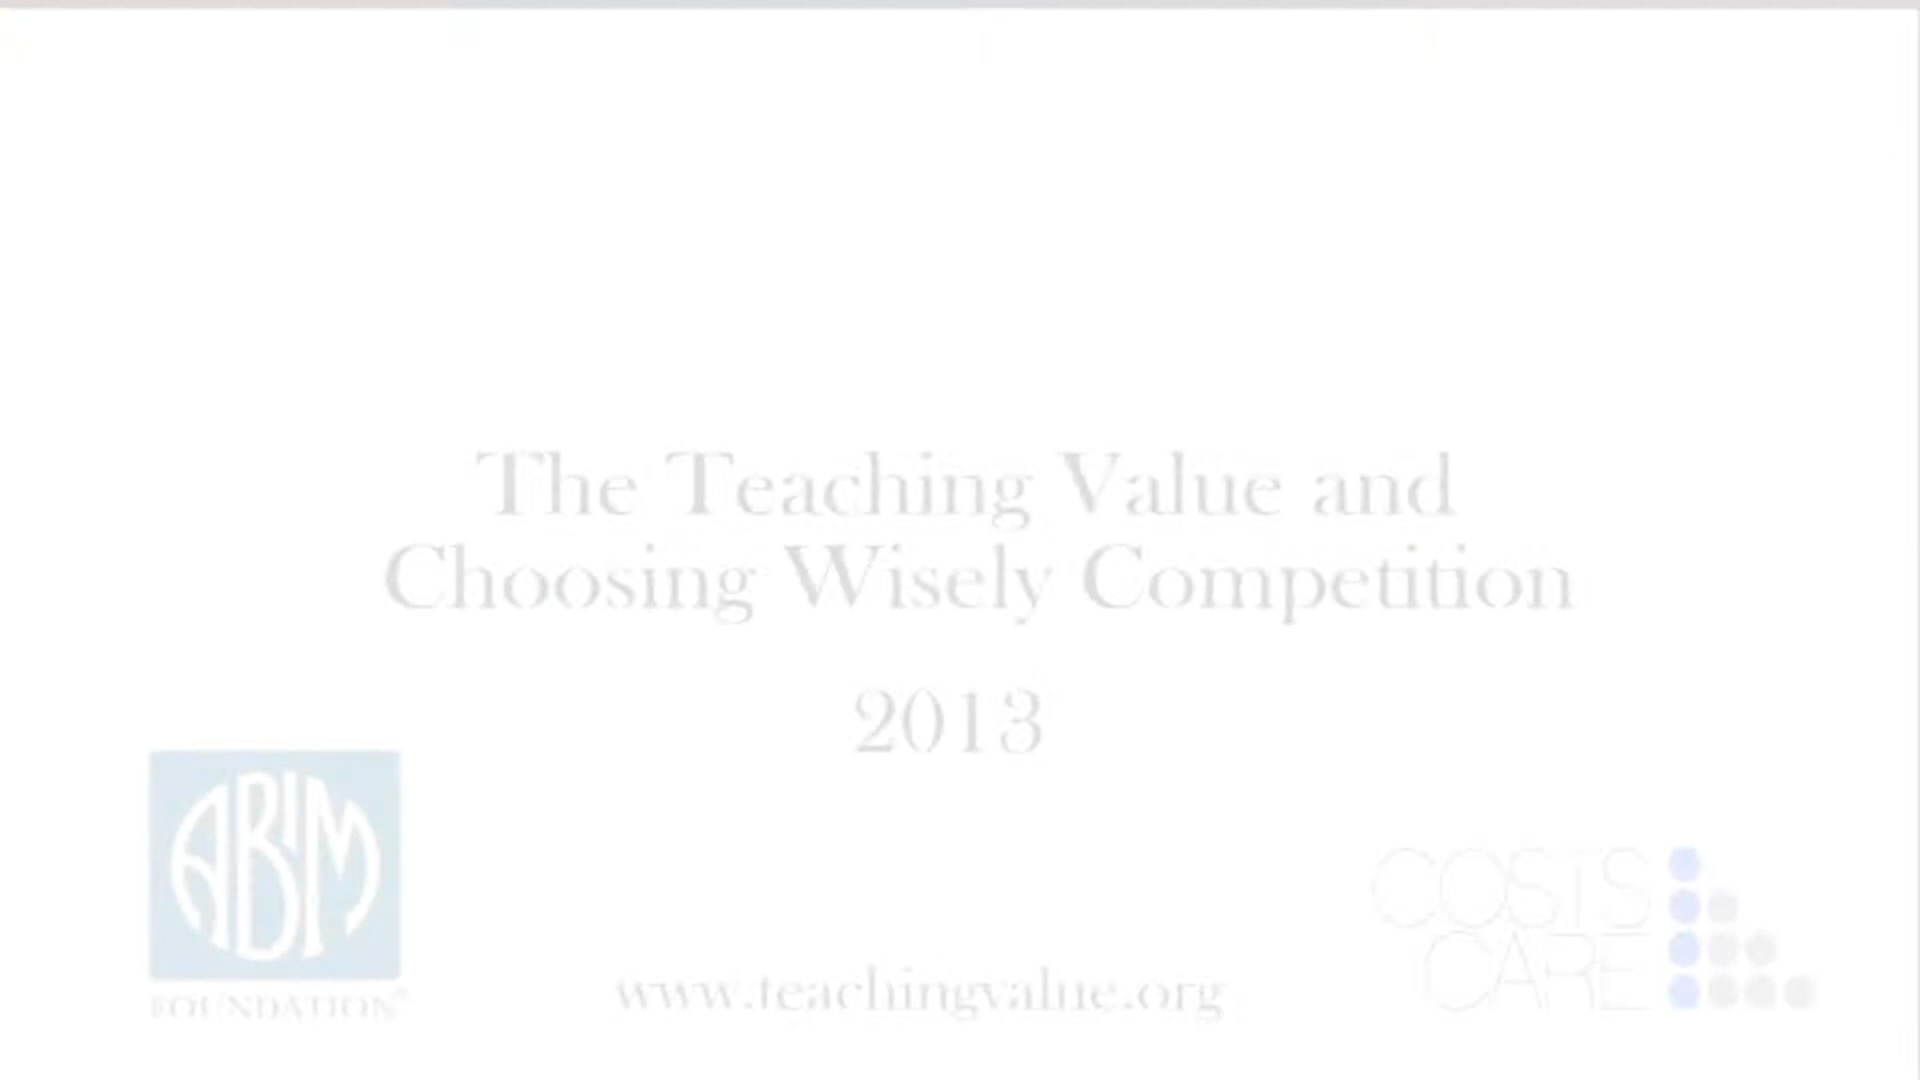 The Teaching Value and
Choosing Wisely Competition
2013
ABIM
FOUNDATION®
www.teachingvalue.org
COSTS
CARE